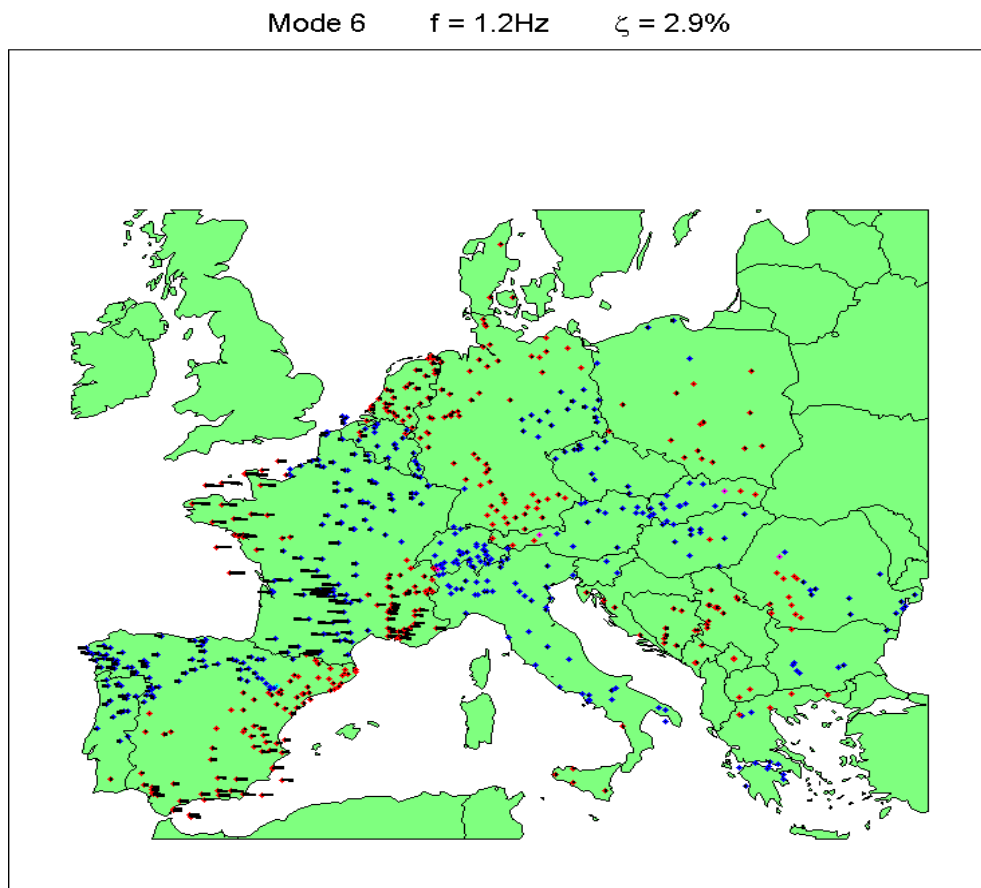 Mode 6 f = 1.2Hz ζ = 2.9%